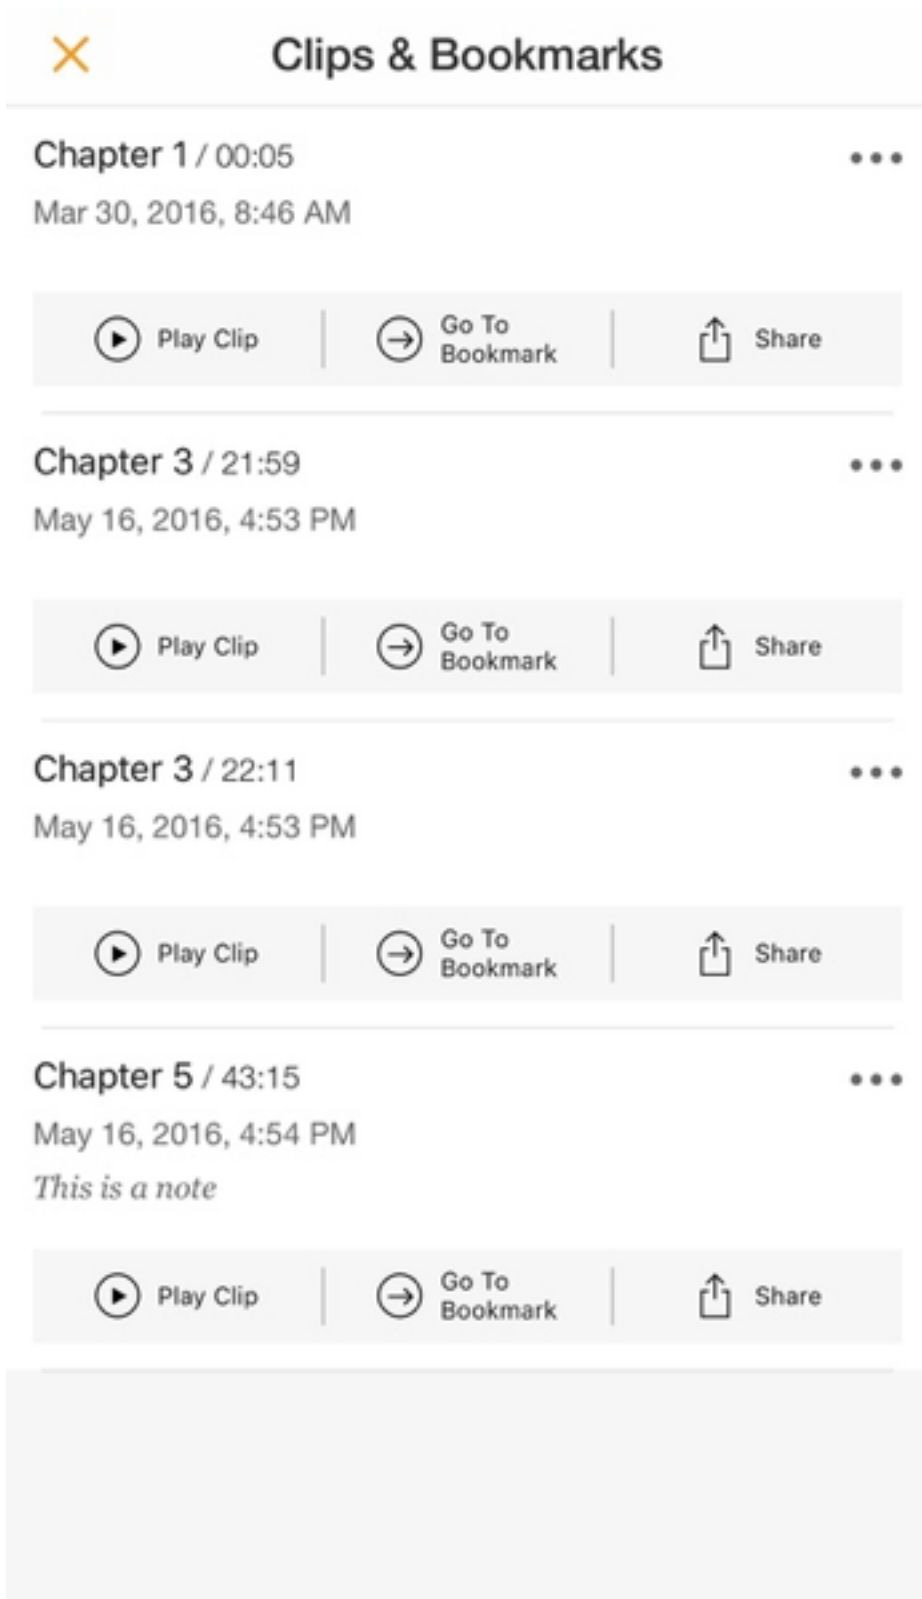 Clips & Bookmarks
Chapter 1 / 00:05
Mar 30, 2016, 8:46 AM
Play Clip
Go To
Bookmark
Share
Chapter 3 / 21:59
May 16, 2016, 4:53 PM
Play Clip
Go To
Bookmark
Share
Chapter 3 / 22:11
May 16, 2016, 4:53 PM
Play Clip
Go To
Bookmark
Share
Chapter 5 / 43:15
May 16, 2016, 4:54 PM
This is a note
Play Clip
Go To
Bookmark
Share